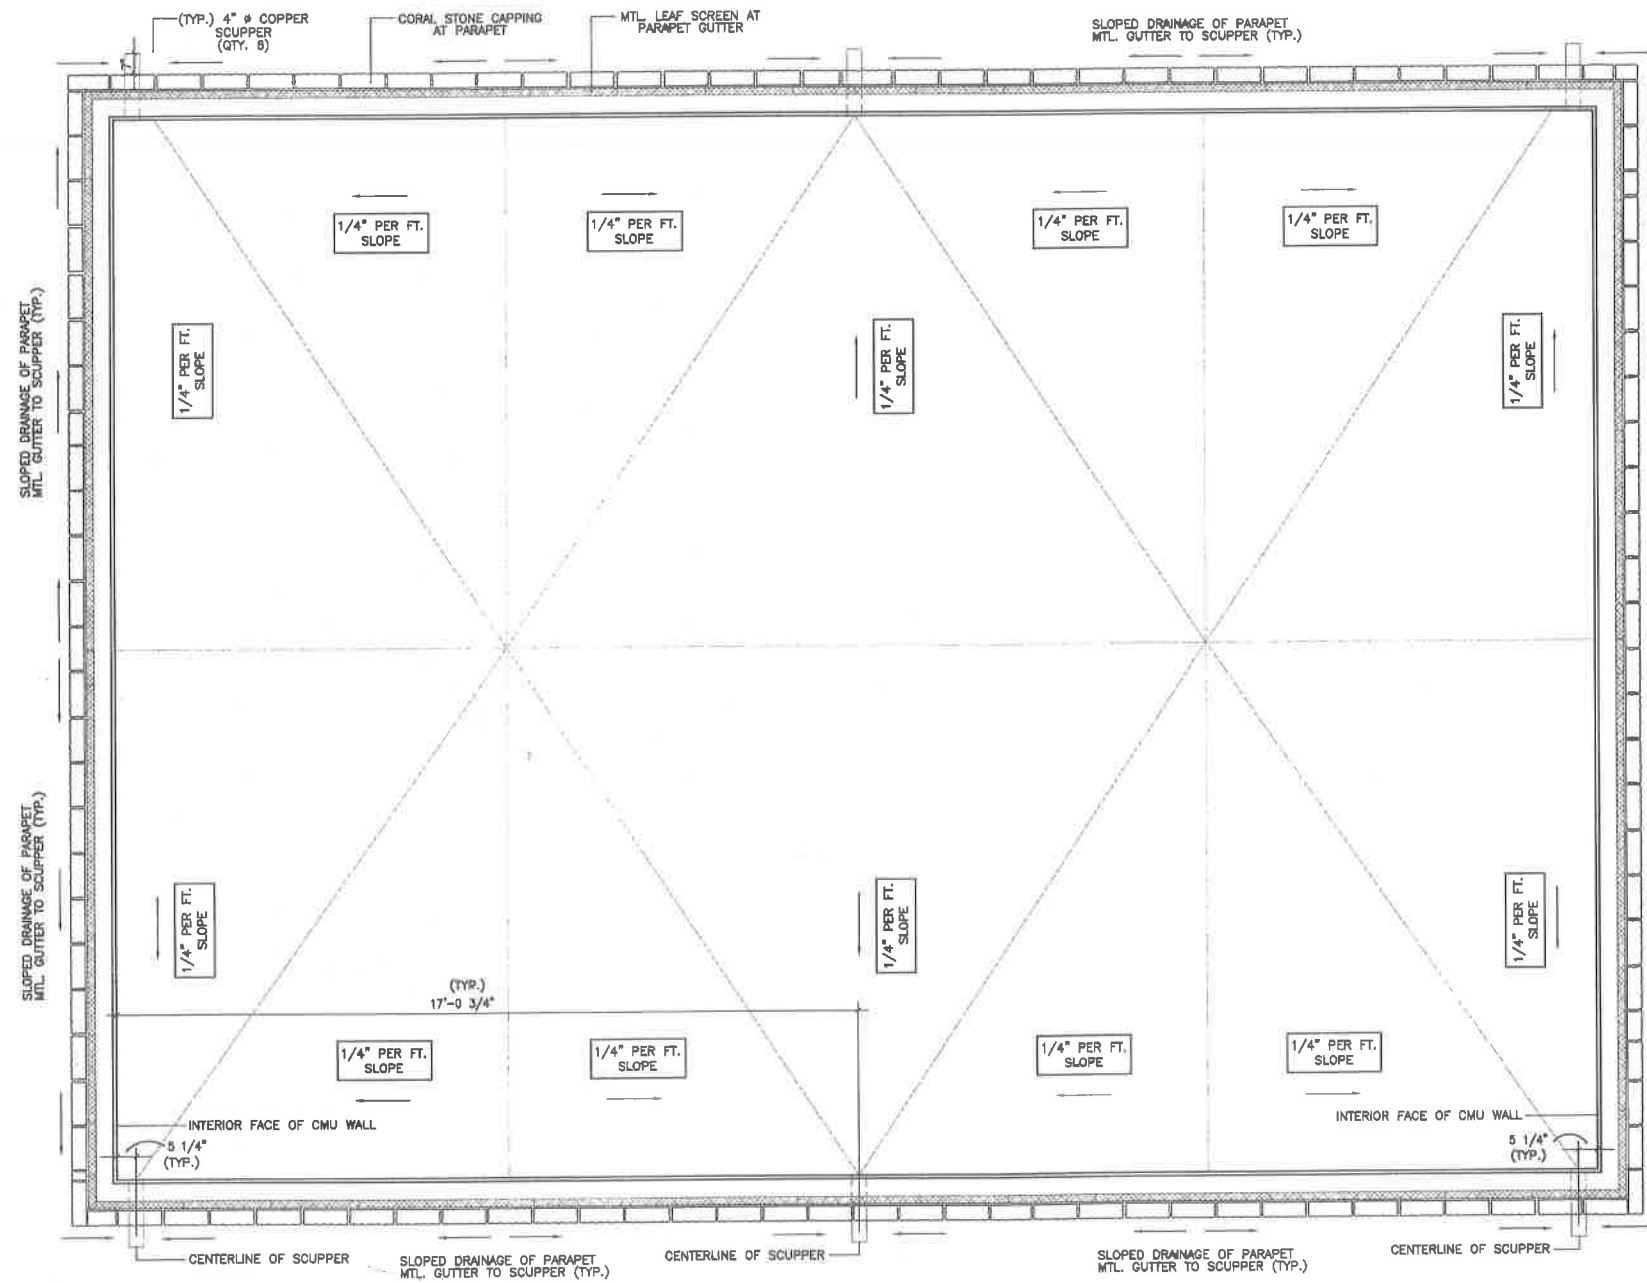 (TYP.) 4" ø COPPER
SCUPPER
(QTY. 6)
CORAL STONE CAPPING
AT PARAPET
MTL. LEAF SCREEN AT
PARAPET GUTTER
SLOPED DRAINAGE OF PARAPET
MTL. GUTTER TO SCUPPER (TYP.)
1/4" PER FT.
SLOPE
1/4" PER FT.
SLOPE
1/4" PER FT.
SLOPE
1/4" PER FT.
SLOPE
SLOPED DRAINAGE OF PARAPET
MTL. GUTTER TO SCUPPER (TYP.)
1/4" PER FT.
SLOPE
1/4" PER FT.
SLOPE
1/4" PER FT.
SLOPE
SLOPED DRAINAGE OF PARAPET
MTL. GUTTER TO SCUPPER (TYP.)
1/4" PER FT.
SLOPE
1/4" PER FT.
SLOPE
1/4" PER FT.
SLOPE
(TYP.)
17'-0 3/4"
1/4" PER FT.
SLOPE
1/4" PER FT.
SLOPE
1/4" PER FT.
SLOPE
1/4" PER FT.
SLOPE
INTERIOR FACE OF CMU WALL
5 1/4"
(TYP.)
INTERIOR FACE OF CMU WALL
5 1/4"
(TYP.)
CENTERLINE OF SCUPPER
SLOPED DRAINAGE OF PARAPET
MTL. GUTTER TO SCUPPER (TYP.)
CENTERLINE OF SCUPPER
SLOPED DRAINAGE OF PARAPET
MTL. GUTTER TO SCUPPER (TYP.)
CENTERLINE OF SCUPPER